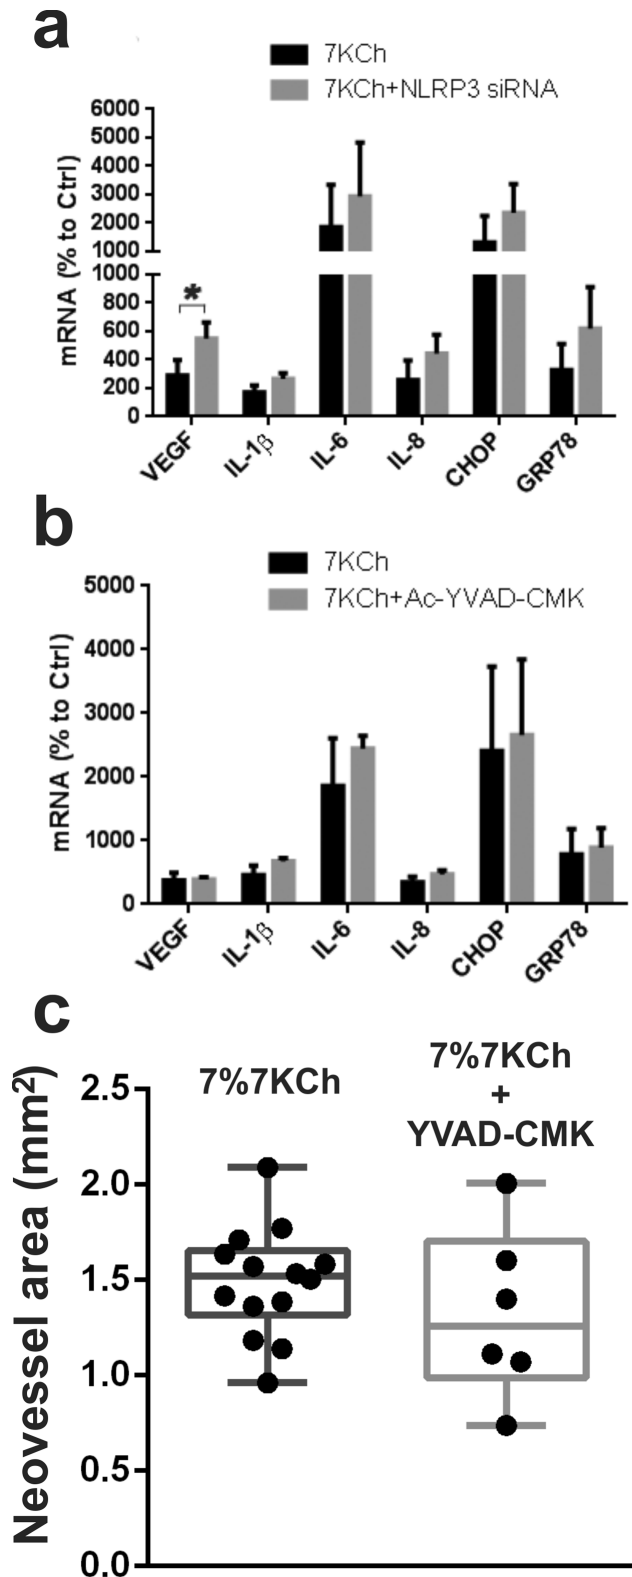 a
7KCh
7KCh+NLRP3 siRNA
mRNA (% to Ctrl)
6000
5000
4000
3000
2000
1000
1000
800
600
400
200
0
*
VEGF
IL-1β
IL-6
IL-8
CHOP
GRP78
b
7KCh
7KCh+Ac-YVAD-CMK
mRNA (% to Ctrl)
5000
4000
3000
2000
1000
0
VEGF
IL-1β
IL-6
IL-8
CHOP
GRP78
c
7%7KCh
7%7KCh
+
YVAD-CMK
Neovessel area (mm²)
2.5
2.0
1.5
1.0
0.5
0.0